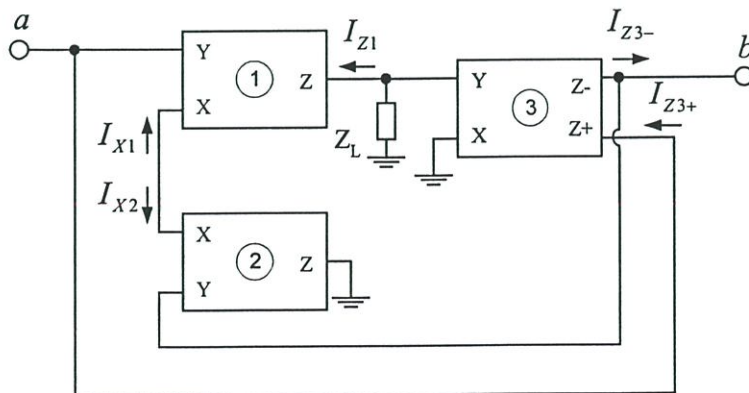 a
b
I_{Z1}
I_{Z3-}
Y
1
Z
X
Y
3
Z-
X
Z+
I_{Z3+}
Z_L
I_{X1}
I_{X2}
X
2
Z
Y